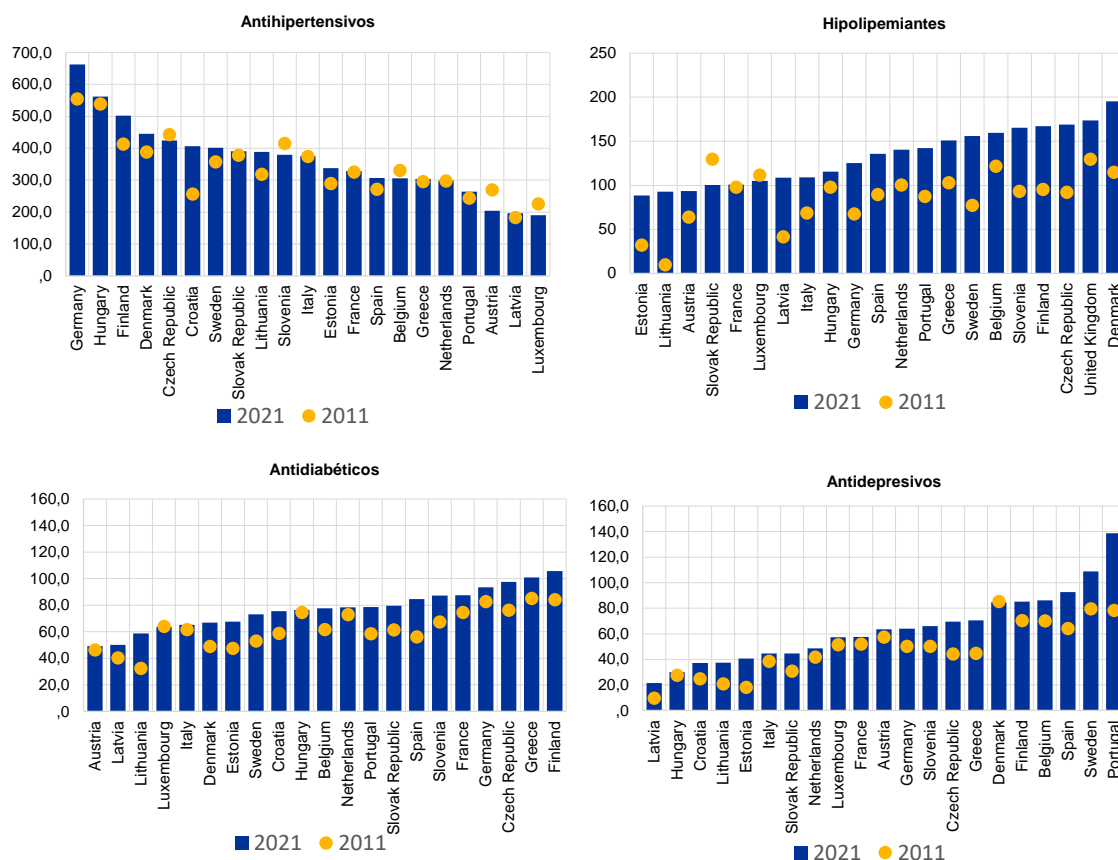 Antihipertensivos
700,0
600,0
500,0
400,0
300,0
200,0
100,0
,0
Germany
Hungary
Finland
Denmark
Czech Republic
Croatia
Sweden
Slovak Republic
Lithuania
Slovenia
Italy
Estonia
France
Spain
Belgium
Greece
Netherlands
Portugal
Austria
Latvia
Luxembourg
2021 2011
Hipolipemiantes
250
200
150
100
50
0
Estonia
Lithuania
Austria
Slovak Republic
France
Luxembourg
Latvia
Italy
Hungary
Germany
Spain
Netherlands
Portugal
Greece
Sweden
Belgium
Slovenia
Finland
Czech Republic
United Kingdom
Denmark
2021 2011
Antidiabéticos
160,0
140,0
120,0
100,0
80,0
60,0
40,0
20,0
,0
Austria
Latvia
Lithuania
Luxembourg
Italy
Denmark
Estonia
Sweden
Croatia
Hungary
Belgium
Netherlands
Portugal
Slovak Republic
Spain
Slovenia
France
Germany
Czech Republic
Greece
Finland
2021 2011
Antidepresivos
160,0
140,0
120,0
100,0
80,0
60,0
40,0
20,0
,0
Latvia
Hungary
Croatia
Lithuania
Estonia
Italy
Slovak Republic
Netherlands
Luxembourg
France
Austria
Germany
Slovenia
Czech Republic
Greece
Denmark
Finland
Belgium
Spain
Sweden
Portugal
2021 2011